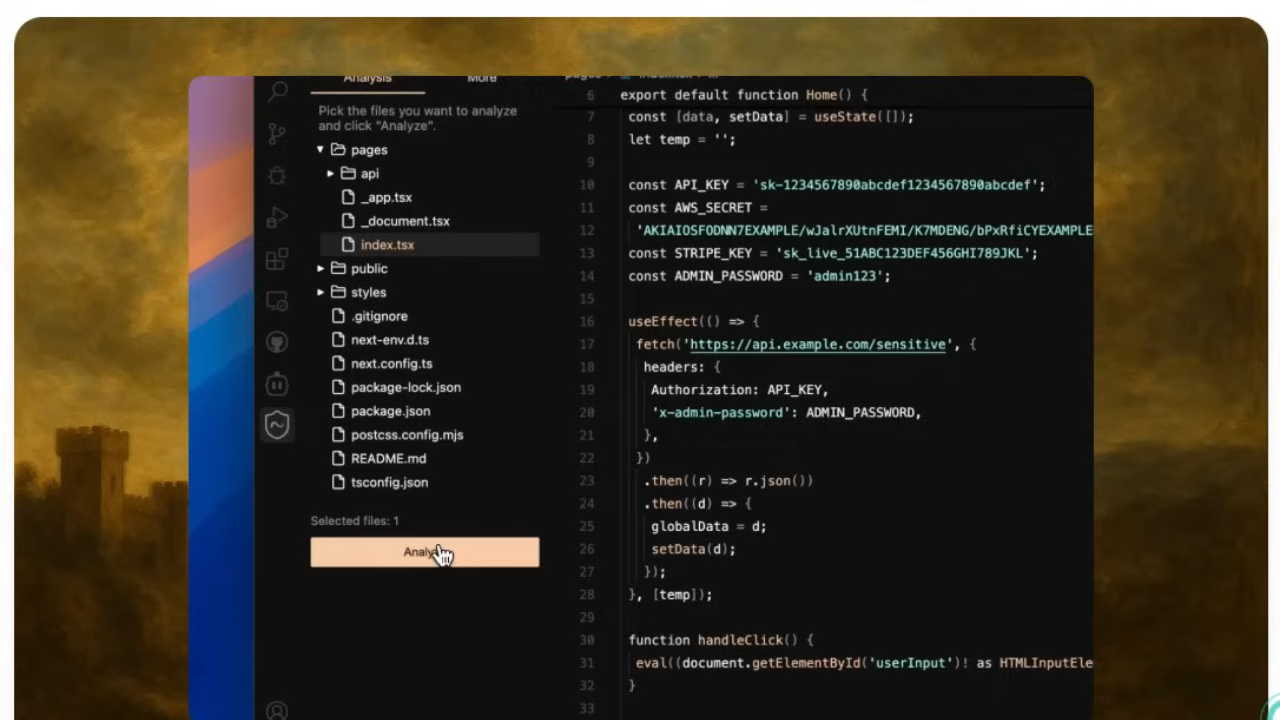 Analysis More
Pick the files you want to analyze
and click "Analyze".
pages
api
_app.tsx
_document.tsx
index.tsx
public
styles
.gitignore
next-env.d.ts
next.config.ts
package-lock.json
package.json
postcss.config.mjs
README.md
tsconfig.json
Selected files: 1
6 export default function Home() {
7 const [data, setData] = useState([]);
8 let temp = '';
9
10 const API_KEY = 'sk-1234567890abcdef1234567890abcdef';
11 const AWS_SECRET =
12 'AKIAIOSFODNN7EXAMPLE/wJalrXUtnFEMI/K7MDENG/bPxRfiCYEXAMPLE
13 const STRIPE_KEY = 'sk_live_51ABC123DEF456GHI789JKL';
14 const ADMIN_PASSWORD = 'admin123';
15
16 useEffect(() => {
17 fetch('https://api.example.com/sensitive', {
18 headers: {
19 Authorization: API_KEY,
20 'x-admin-password': ADMIN_PASSWORD,
21 },
22 })
23 .then((r) => r.json())
24 .then((d) => {
25 globalData = d;
26 setData(d);
27 });
28 }, [temp]);
29
30 function handleClick() {
31 eval((document.getElementById('userInput')! as HTMLInputEle
32 }
33